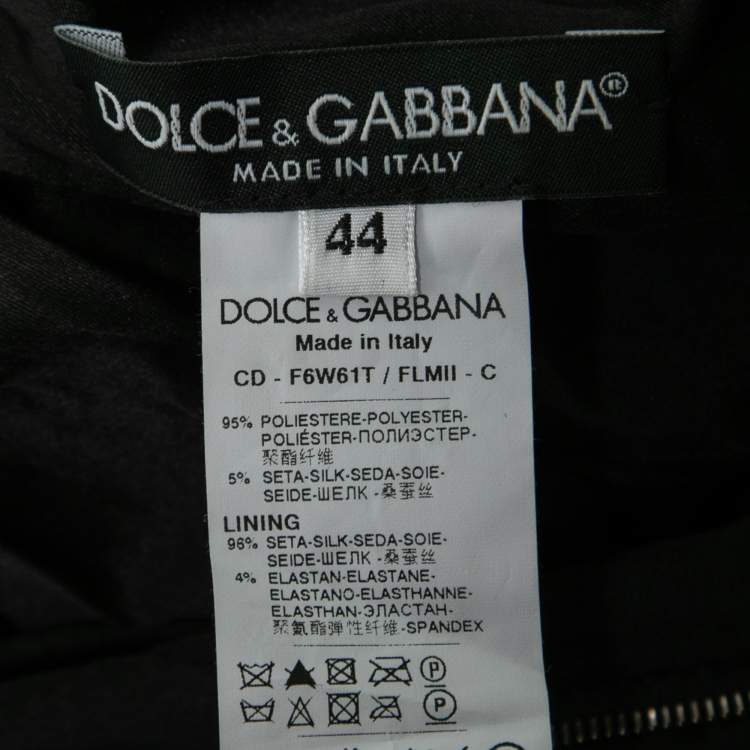 DOLCE & GABBANA®
MADE IN ITALY
44
DOLCE & GABBANA
Made in Italy
CD - F6W61T / FLMII - C
95% POLIESTERE-POLYESTER-
POLIÉSTER-ПОЛИЭСТЕР-
聚酯纤维
5% SETA-SILK-SEDA-SOIE-
SEIDE-ШЕЛК -桑蚕丝
LINING
96% SETA-SILK-SEDA-SOIE-
SEIDE-ШЕЛК -桑蚕丝
4% ELASTAN-ELASTANE-
ELASTANO-ELASTHANNE-
ELASTHAN-ЭЛАСТАН-
聚氨酯弹性纤维-SPANDEX
P
P